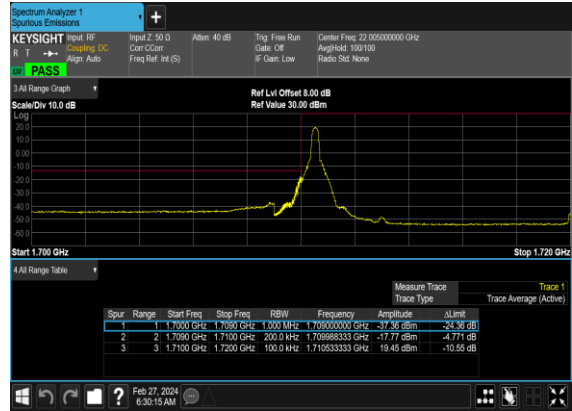 Spectrum Analyzer 1
Spurious Emissions
KEYSIGHT Input: RF Input Z: 50 Ω Atten: 40 dB Trig: Free Run Center Freq: 22.005000000 GHz
R T Coupling: DC Corr CCorr Gate: Off Avg|Hold: 100/100
Align: Auto Freq Ref: Int (S) IF Gain: Low Radio Std: None
PASS
3 All Range Graph
Ref Lvl Offset 8.00 dB
Scale/Div 10.0 dB Ref Value 30.00 dBm
Log
20.0
10.0
0.00
-10.0
-20.0
-30.0
-40.0
-50.0
-60.0
Start 1.700 GHz Stop 1.720 GHz
4 All Range Table
Measure Trace Trace 1
Trace Type Trace Average (Active)
Spur Range Start Freq Stop Freq RBW Frequency Amplitude ΔLimit
1 1 1.7000 GHz 1.7090 GHz 1.000 MHz 1.709000000 GHz -37.36 dBm -24.36 dB
2 2 1.7090 GHz 1.7100 GHz 200.0 kHz 1.709988333 GHz -17.77 dBm -4.771 dB
3 3 1.7100 GHz 1.7200 GHz 100.0 kHz 1.710533333 GHz 19.45 dBm -10.55 dB
Feb 27, 2024
6:30:15 AM